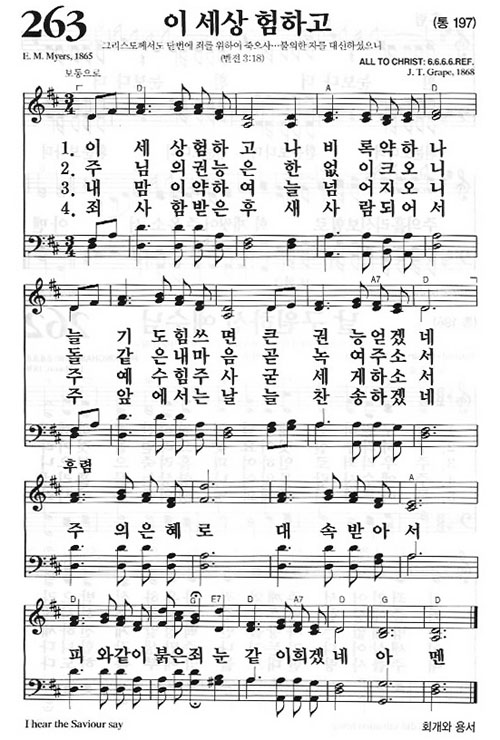 263
이 세상 험하고
(통 197)
그리스도께서도 단번에 죄를 위하여 죽으사…불의한 자를 대신하셨으니
(벧전 3:18)
E. M. Myers, 1865
ALL TO CHRIST: 6.6.6.6.REF.
J. T. Grape, 1868
보통으로
D A D
1. 이 세 상 험 하 고 나 비 록 약 하 나
2. 주 님 의 권 능 은 한 없 이 크 오 니
3. 내 맘 이 약 하 여 늘 넘 어 지 오 니
4. 죄 사 함 받 은 후 새 사 람 되 어 서
A7 D
늘 기 도 힘 쓰 면 큰 권 능 얻 겠 네
돌 같 은 내 마 음 곧 녹 여 주 소 서
주 예 수 힘 주 사 굳 세 게 하 소 서
주 앞 에 서 는 날 늘 찬 송 하 겠 네
후렴
A
주 의 은 혜 로 대 속 받 아 서
D G E7 D A7 D G D
피 와 같 이 붉 은 죄 눈 같 이 희 겠 네 아 멘
I hear the Saviour say
회개와 용서